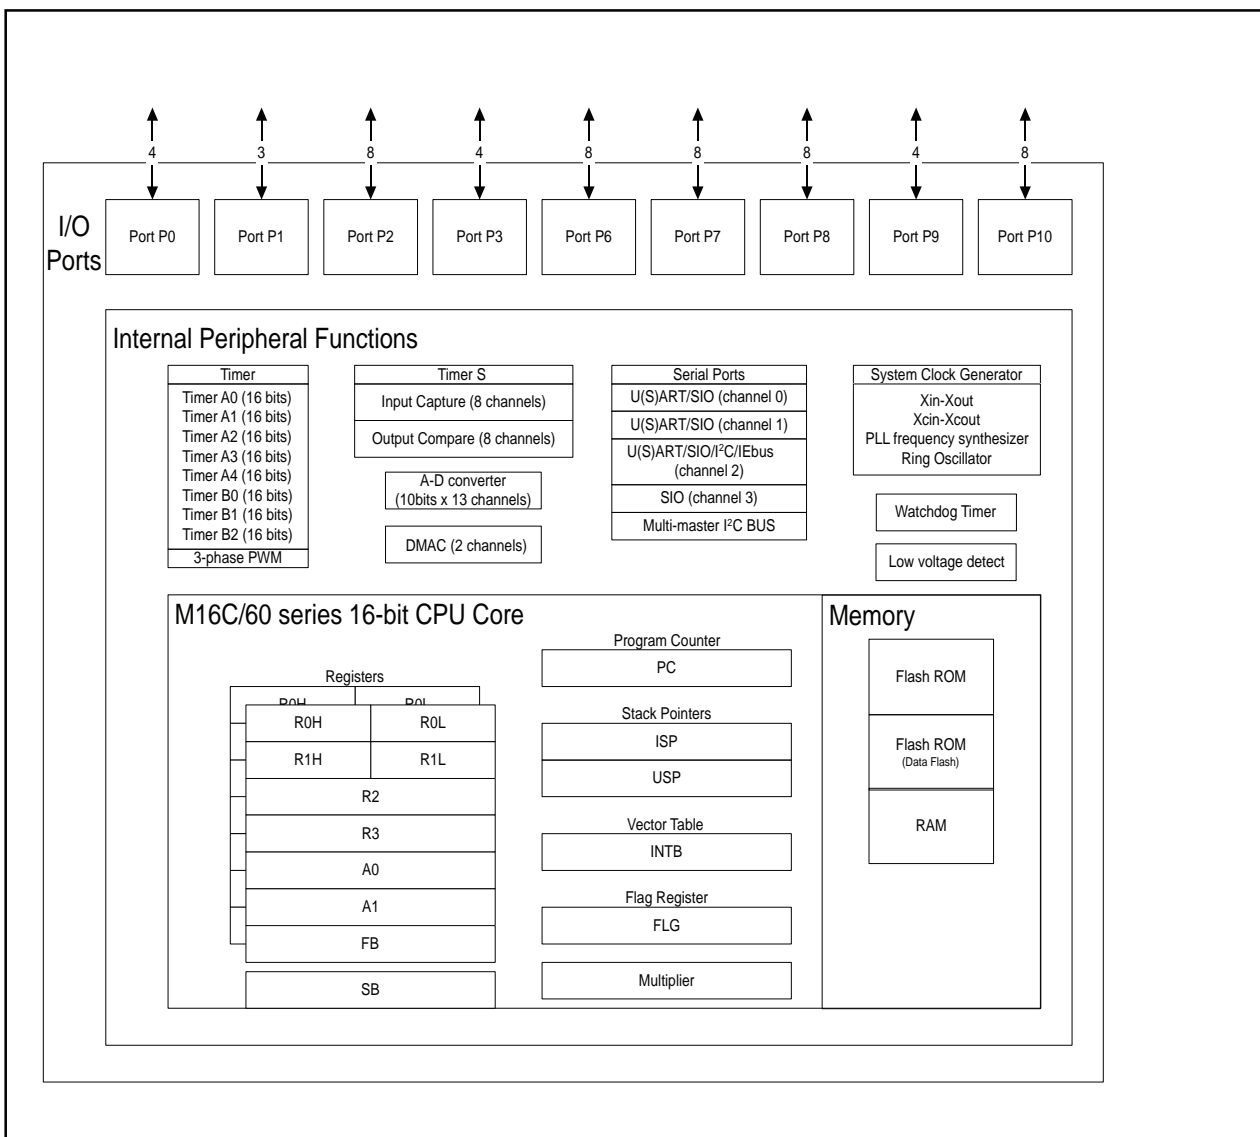 4 3 8 4 8 8 8 4 8
I/O
Ports
Port P0 Port P1 Port P2 Port P3 Port P6 Port P7 Port P8 Port P9 Port P10
Internal Peripheral Functions
Timer
Timer A0 (16 bits)
Timer A1 (16 bits)
Timer A2 (16 bits)
Timer A3 (16 bits)
Timer A4 (16 bits)
Timer B0 (16 bits)
Timer B1 (16 bits)
Timer B2 (16 bits)
3-phase PWM
Timer S
Input Capture (8 channels)
Output Compare (8 channels)
A-D converter
(10bits x 13 channels)
DMAC (2 channels)
Serial Ports
U(S)ART/SIO (channel 0)
U(S)ART/SIO (channel 1)
U(S)ART/SIO/I²C/IEbus
(channel 2)
SIO (channel 3)
Multi-master I²C BUS
System Clock Generator
Xin-Xout
Xcin-Xcout
PLL frequency synthesizer
Ring Oscillator
Watchdog Timer
Low voltage detect
M16C/60 series 16-bit CPU Core
Registers
R0H R0L
R0H R0L
R1H R1L
R2
R3
A0
A1
FB
SB
Program Counter
PC
Stack Pointers
ISP
USP
Vector Table
INTB
Flag Register
FLG
Multiplier
Memory
Flash ROM
Flash ROM
(Data Flash)
RAM